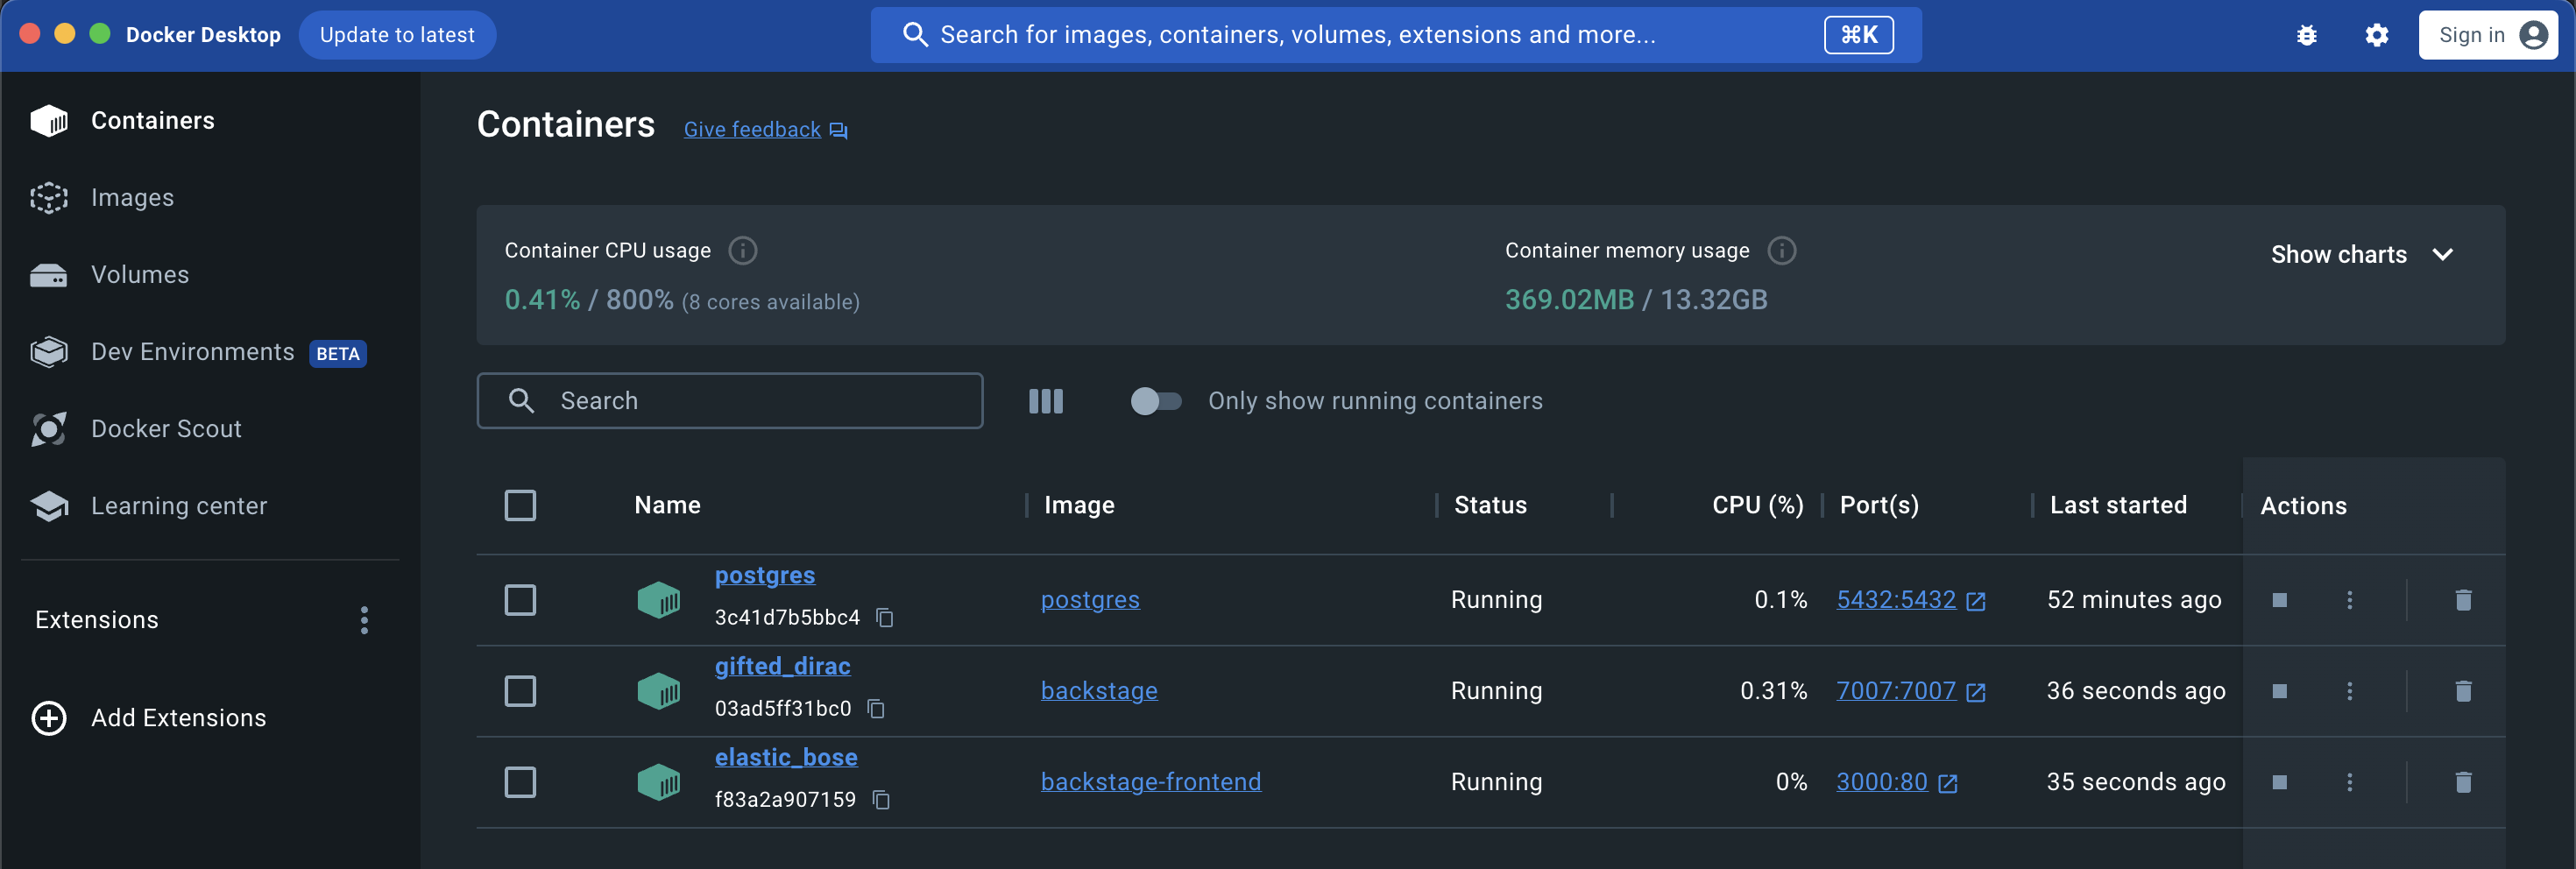 Docker Desktop Update to latest Search for images, containers, volumes, extensions and more... ⌘K Sign in
Containers
Images
Volumes
Dev Environments BETA
Docker Scout
Learning center
Extensions
Add Extensions
Containers Give feedback
Container CPU usage
0.41% / 800% (8 cores available)
Container memory usage
369.02MB / 13.32GB
Show charts
Search
Only show running containers
Name Image Status CPU (%) Port(s) Last started Actions
postgres
3c41d7b5bbc4
postgres Running 0.1% 5432:5432 52 minutes ago
gifted_dirac
03ad5ff31bc0
backstage Running 0.31% 7007:7007 36 seconds ago
elastic_bose
f83a2a907159
backstage-frontend Running 0% 3000:80 35 seconds ago